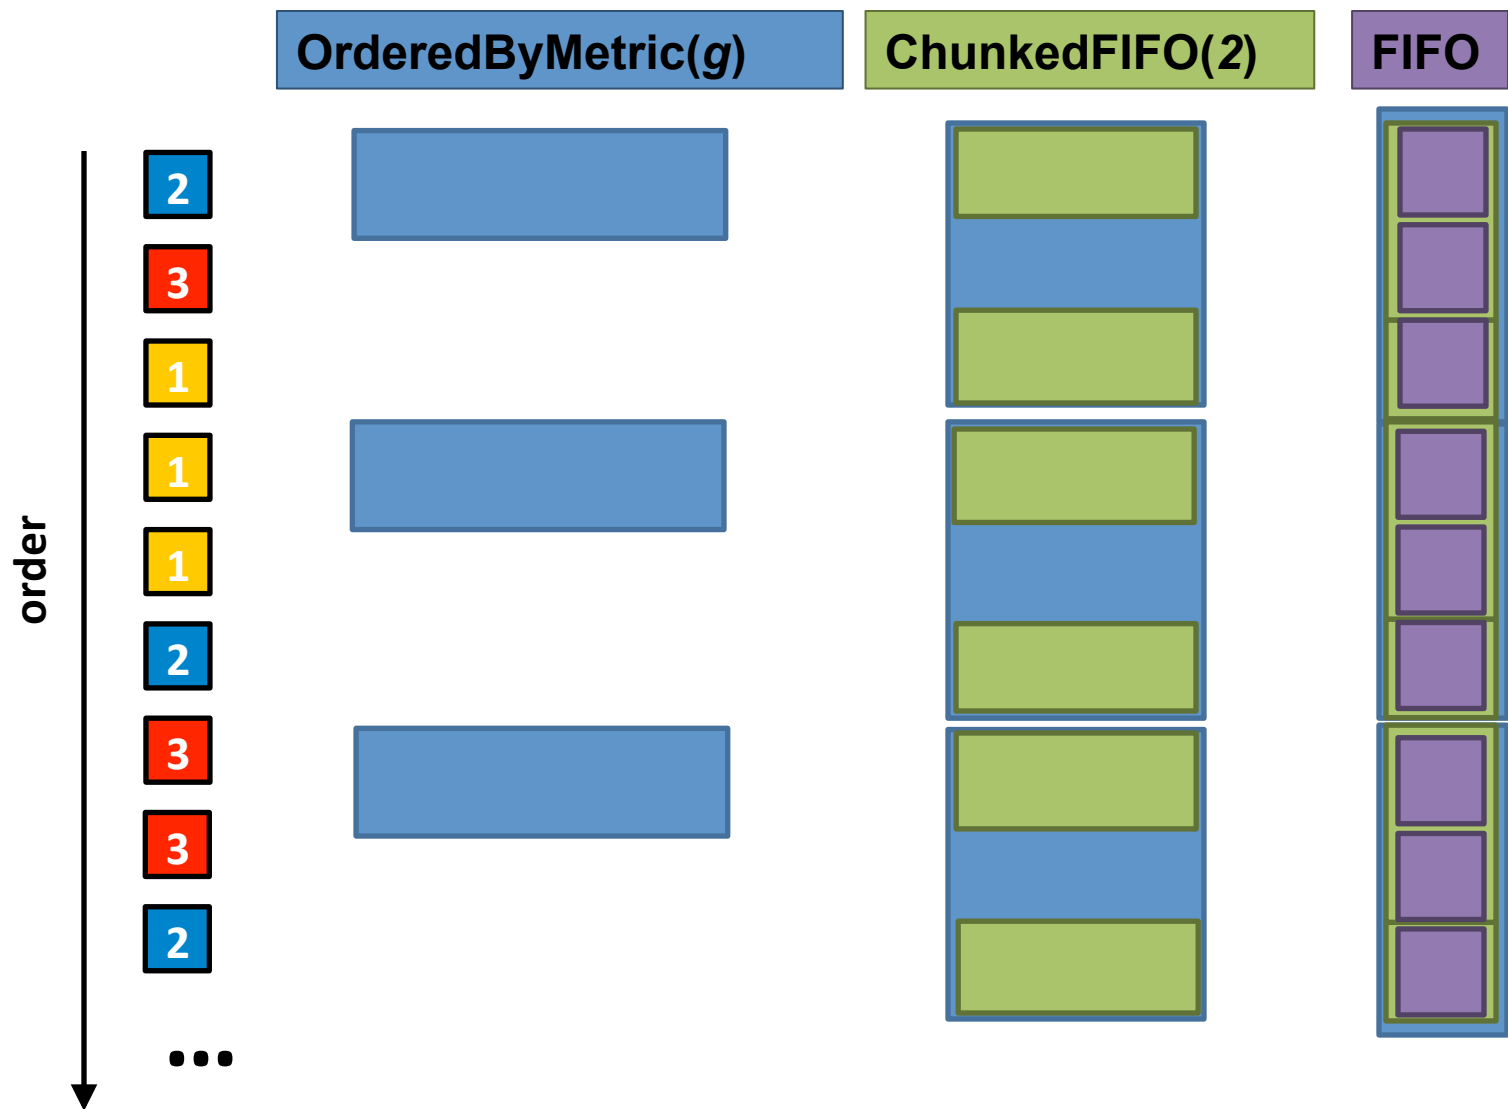 OrderedByMetric(g)
ChunkedFIFO(2)
FIFO
order
2
3
1
1
1
2
3
3
2
...